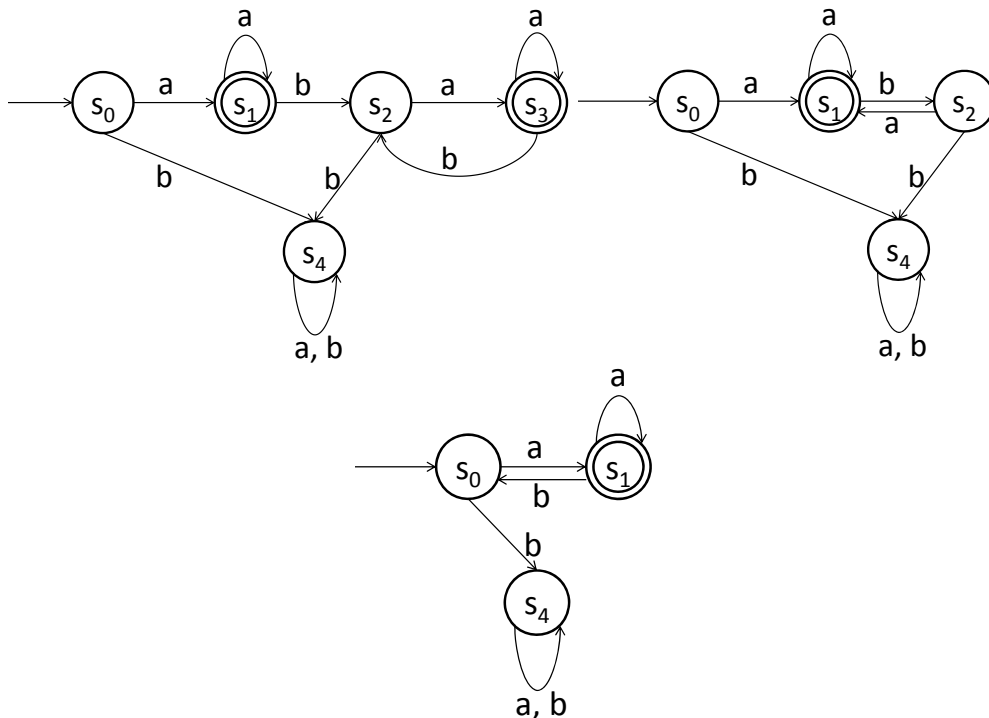 a a a
s0 a s1 b s2 a s3 s0 a s1 b s2
a
b b b b b
s4 s4
a, b a, b
a
s0 a s1
b
b
s4
a, b